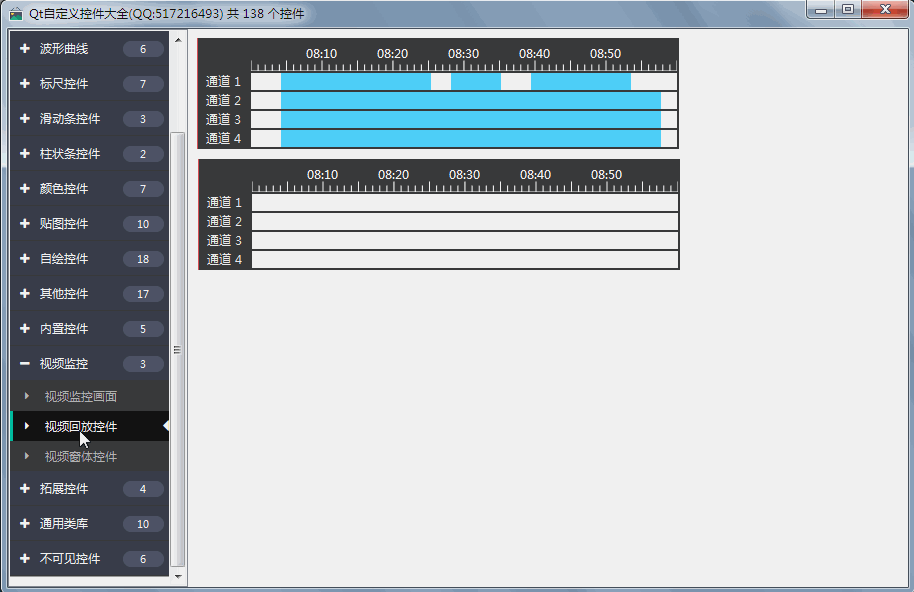 Qt自定义控件大全(QQ:517216493) 共 138 个控件
波形曲线 6
标尺控件 7
滑动条控件 3
柱状条控件 2
颜色控件 7
贴图控件 10
自绘控件 18
其他控件 17
内置控件 5
视频监控 3
视频监控画面
视频回放控件
视频窗体控件
拓展控件 4
通用类库 10
不可见控件 6
08:10 08:20 08:30 08:40 08:50
通道 1
通道 2
通道 3
通道 4
08:10 08:20 08:30 08:40 08:50
通道 1
通道 2
通道 3
通道 4